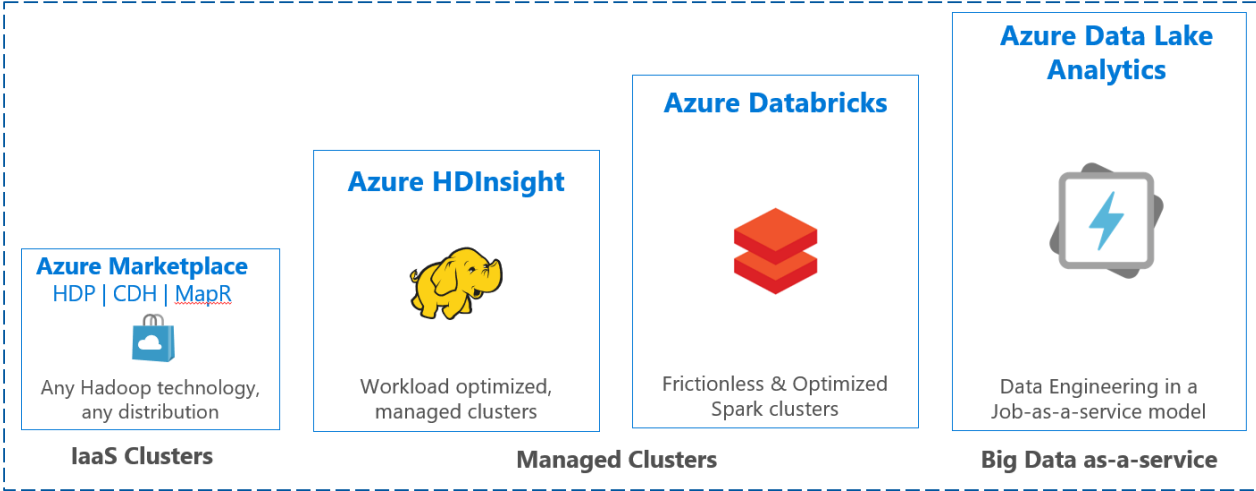 Azure Marketplace
HDP | CDH | MapR
Any Hadoop technology,
any distribution
IaaS Clusters
Azure HDInsight
Workload optimized,
managed clusters
Azure Databricks
Frictionless & Optimized
Spark clusters
Managed Clusters
Azure Data Lake
Analytics
Data Engineering in a
Job-as-a-service model
Big Data as-a-service